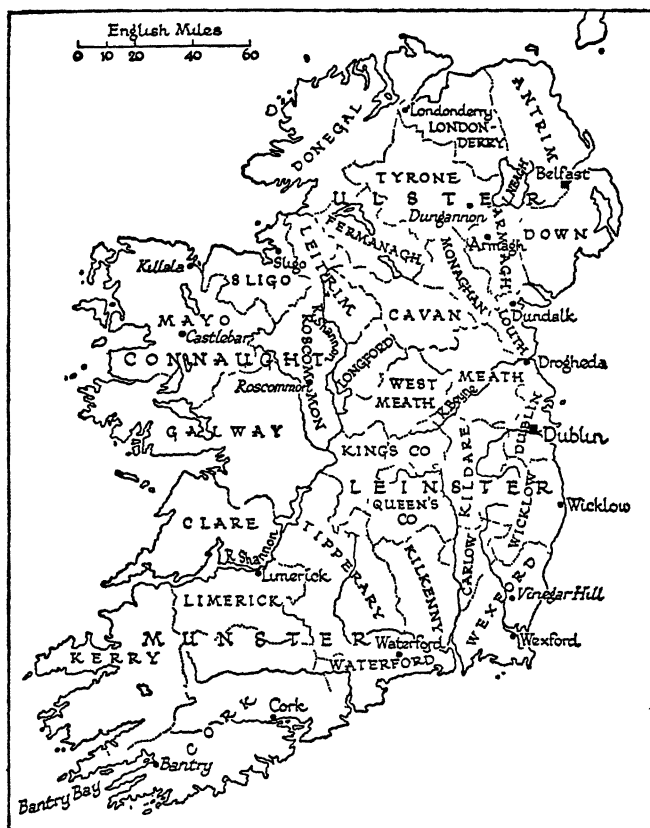 English Miles
0 10 20 40 60
ANTRIM
DONEGAL
Londonderry
LONDON-
DERRY
L. NEAGH
Belfast
TYRONE
ULSTER
Dungannon
ARMAGH
Armagh
DOWN
FERMANAGH
MONAGHAN
LEITRIM
Sligo
Killala
SLIGO
Dundalk
LOUTH
MAYO
Castlebar
R. Shannon
CAVAN
CONNAUGHT
ROSCOMMON
Roscommon
LONGFORD
Drogheda
WEST
MEATH
MEATH
R. Boyne
DUBLIN
Dublin
GALWAY
KING'S CO
KILDARE
LEINSTER
QUEEN'S
CO
WICKLOW
Wicklow
CLARE
R. Shannon
TIPPERARY
CARLOW
KILKENNY
Limerick
LIMERICK
WEXFORD
Vinegar Hill
MUNSTER
Waterford
Wexford
KERRY
WATERFORD
CORK
Cork
Bantry
Bantry Bay